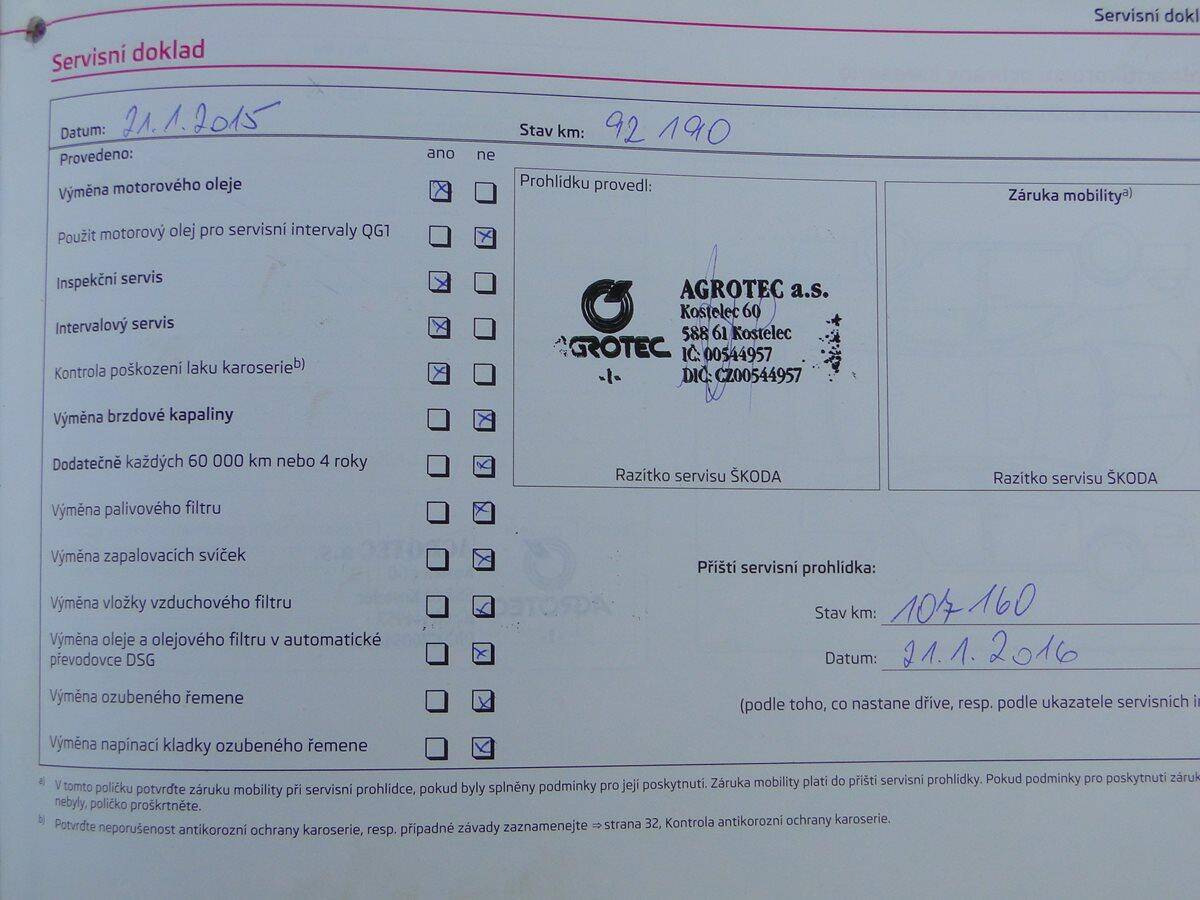 Servisní dokl
Servisní doklad
Datum: 21.1.2015
Stav km: 92 190
Provedeno: ano ne
Výměna motorového oleje
Použit motorový olej pro servisní intervaly QG1
Inspekční servis
Intervalový servis
Kontrola poškození laku karoserie b)
Výměna brzdové kapaliny
Dodatečně každých 60 000 km nebo 4 roky
Výměna palivového filtru
Výměna zapalovacích svíček
Výměna vložky vzduchového filtru
Výměna oleje a olejového filtru v automatické
převodovce DSG
Výměna ozubeného řemene
Výměna napínací kladky ozubeného řemene
Prohlídku provedl:
AGROTEC
-1-
AGROTEC a.s.
Kostelec 60
588 61 Kostelec
IČ: 00544957
DIČ: CZ00544957
Razítko servisu ŠKODA
Záruka mobility a)
Razítko servisu ŠKODA
Příští servisní prohlídka:
Stav km: 107 160
Datum: 21.1.2016
(podle toho, co nastane dříve, resp. podle ukazatele servisních in
a) V tomto políčku potvrďte záruku mobility při servisní prohlídce, pokud byly splněny podmínky pro její poskytnutí. Záruka mobility platí do příští servisní prohlídky. Pokud podmínky pro poskytnutí záruk
nebyly, políčko proškrtněte.
b) Potvrďte neporušenost antikorozní ochrany karoserie, resp. případné závady zaznamenejte ⇒ strana 32, Kontrola antikorozní ochrany karoserie.